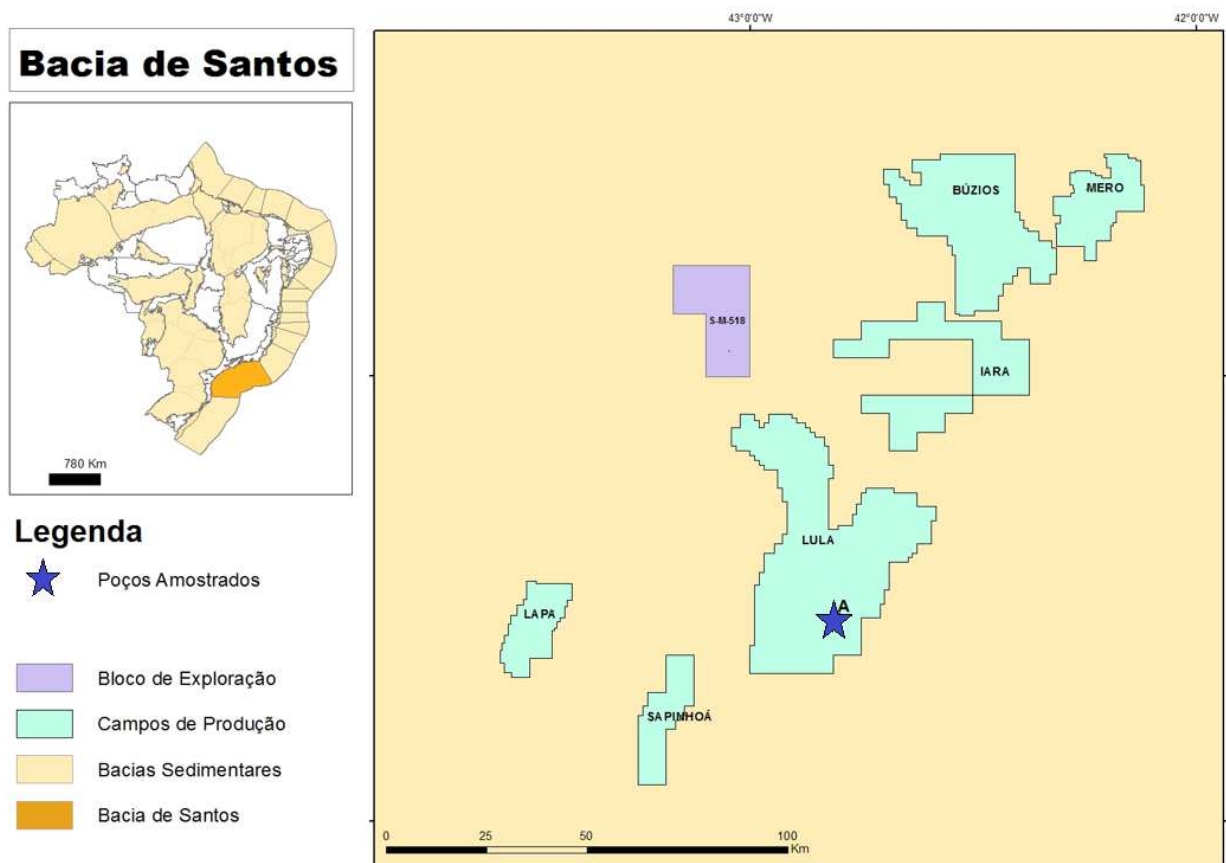 Bacia de Santos
780 Km
Legenda
Poços Amostrados
Bloco de Exploração
Campos de Produção
Bacias Sedimentares
Bacia de Santos
43°0'0"W
42°0'0"W
BÚZIOS
MERO
S-M-518
IARA
LULA
A
LAPA
SAPINHOÁ
0 25 50 100
Km